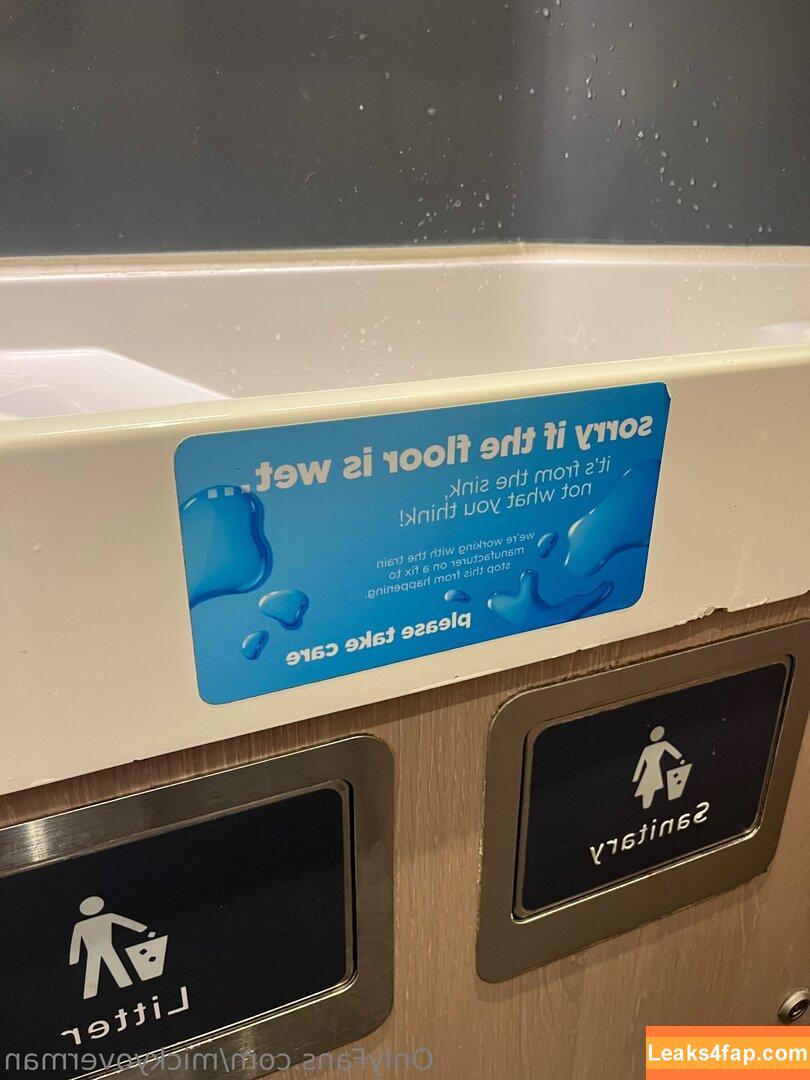 sorry if the floor is wet,
it's from the sink,
not what you think!
we're working with the train
manufacturer on a fix to
stop this from happening.
please take care
Sanitary
Litter
OnlyFans.com/mickyoverman
Leaks4fap.com